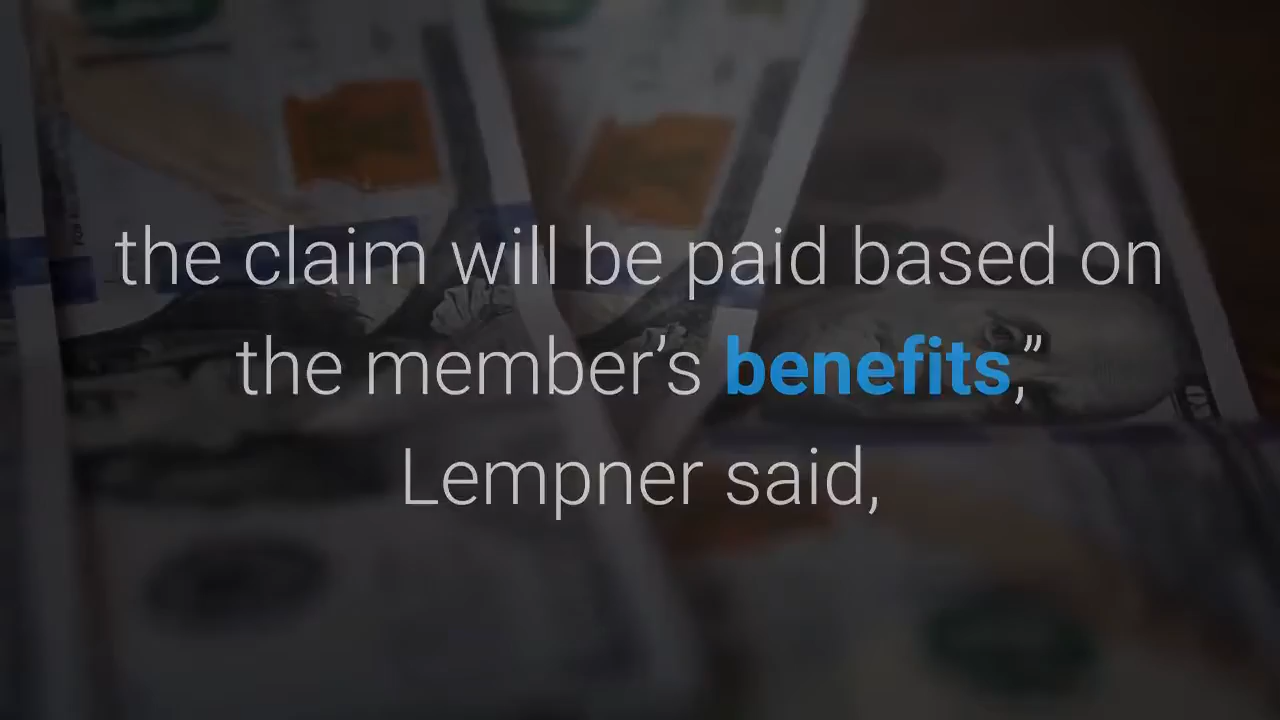 the claim will be paid based on
the member’s benefits,”
Lempner said,